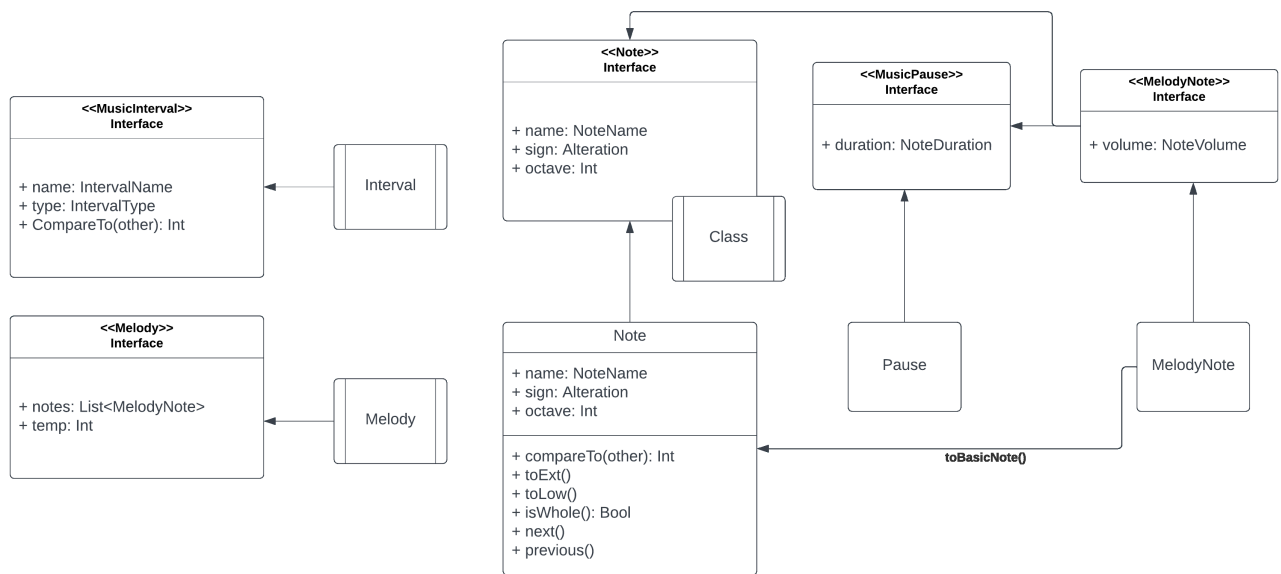 <<MusicInterval>>
Interface
+ name: IntervalName
+ type: IntervalType
+ CompareTo(other): Int
Interval
<<Melody>>
Interface
+ notes: List<MelodyNote>
+ temp: Int
Melody
<<Note>>
Interface
+ name: NoteName
+ sign: Alteration
+ octave: Int
Class
Note
+ name: NoteName
+ sign: Alteration
+ octave: Int
+ compareTo(other): Int
+ toExt()
+ toLow()
+ isWhole(): Bool
+ next()
+ previous()
<<MusicPause>>
Interface
+ duration: NoteDuration
Pause
<<MelodyNote>>
Interface
+ volume: NoteVolume
MelodyNote
toBasicNote()